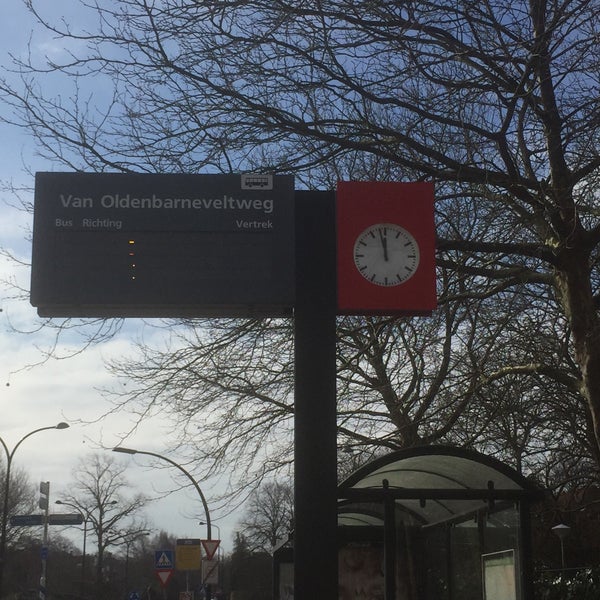 Van Oldenbarneveltweg
Bus Richting Vertrek